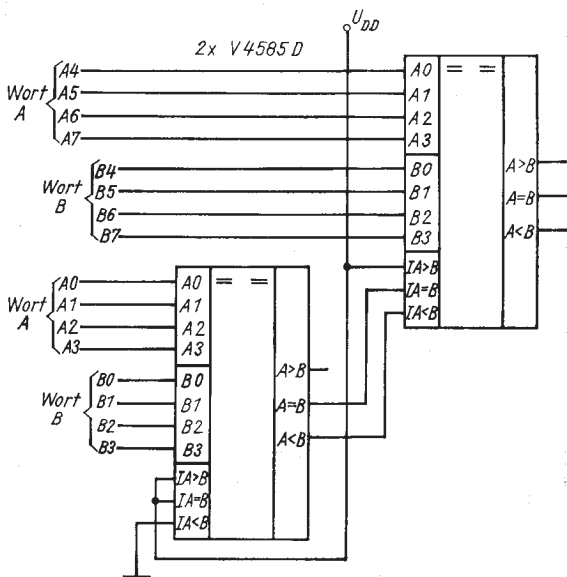 U_DD
2x V4585D
Wort A
A4
A5
A6
A7
Wort B
B4
B5
B6
B7
A0
A1
A2
A3
B0
B1
B2
B3
IA>B
IA=B
IA<B
= =
A>B
A=B
A<B
Wort A
A0
A1
A2
A3
Wort B
B0
B1
B2
B3
A0
A1
A2
A3
B0
B1
B2
B3
IA>B
IA=B
IA<B
= =
A>B
A=B
A<B